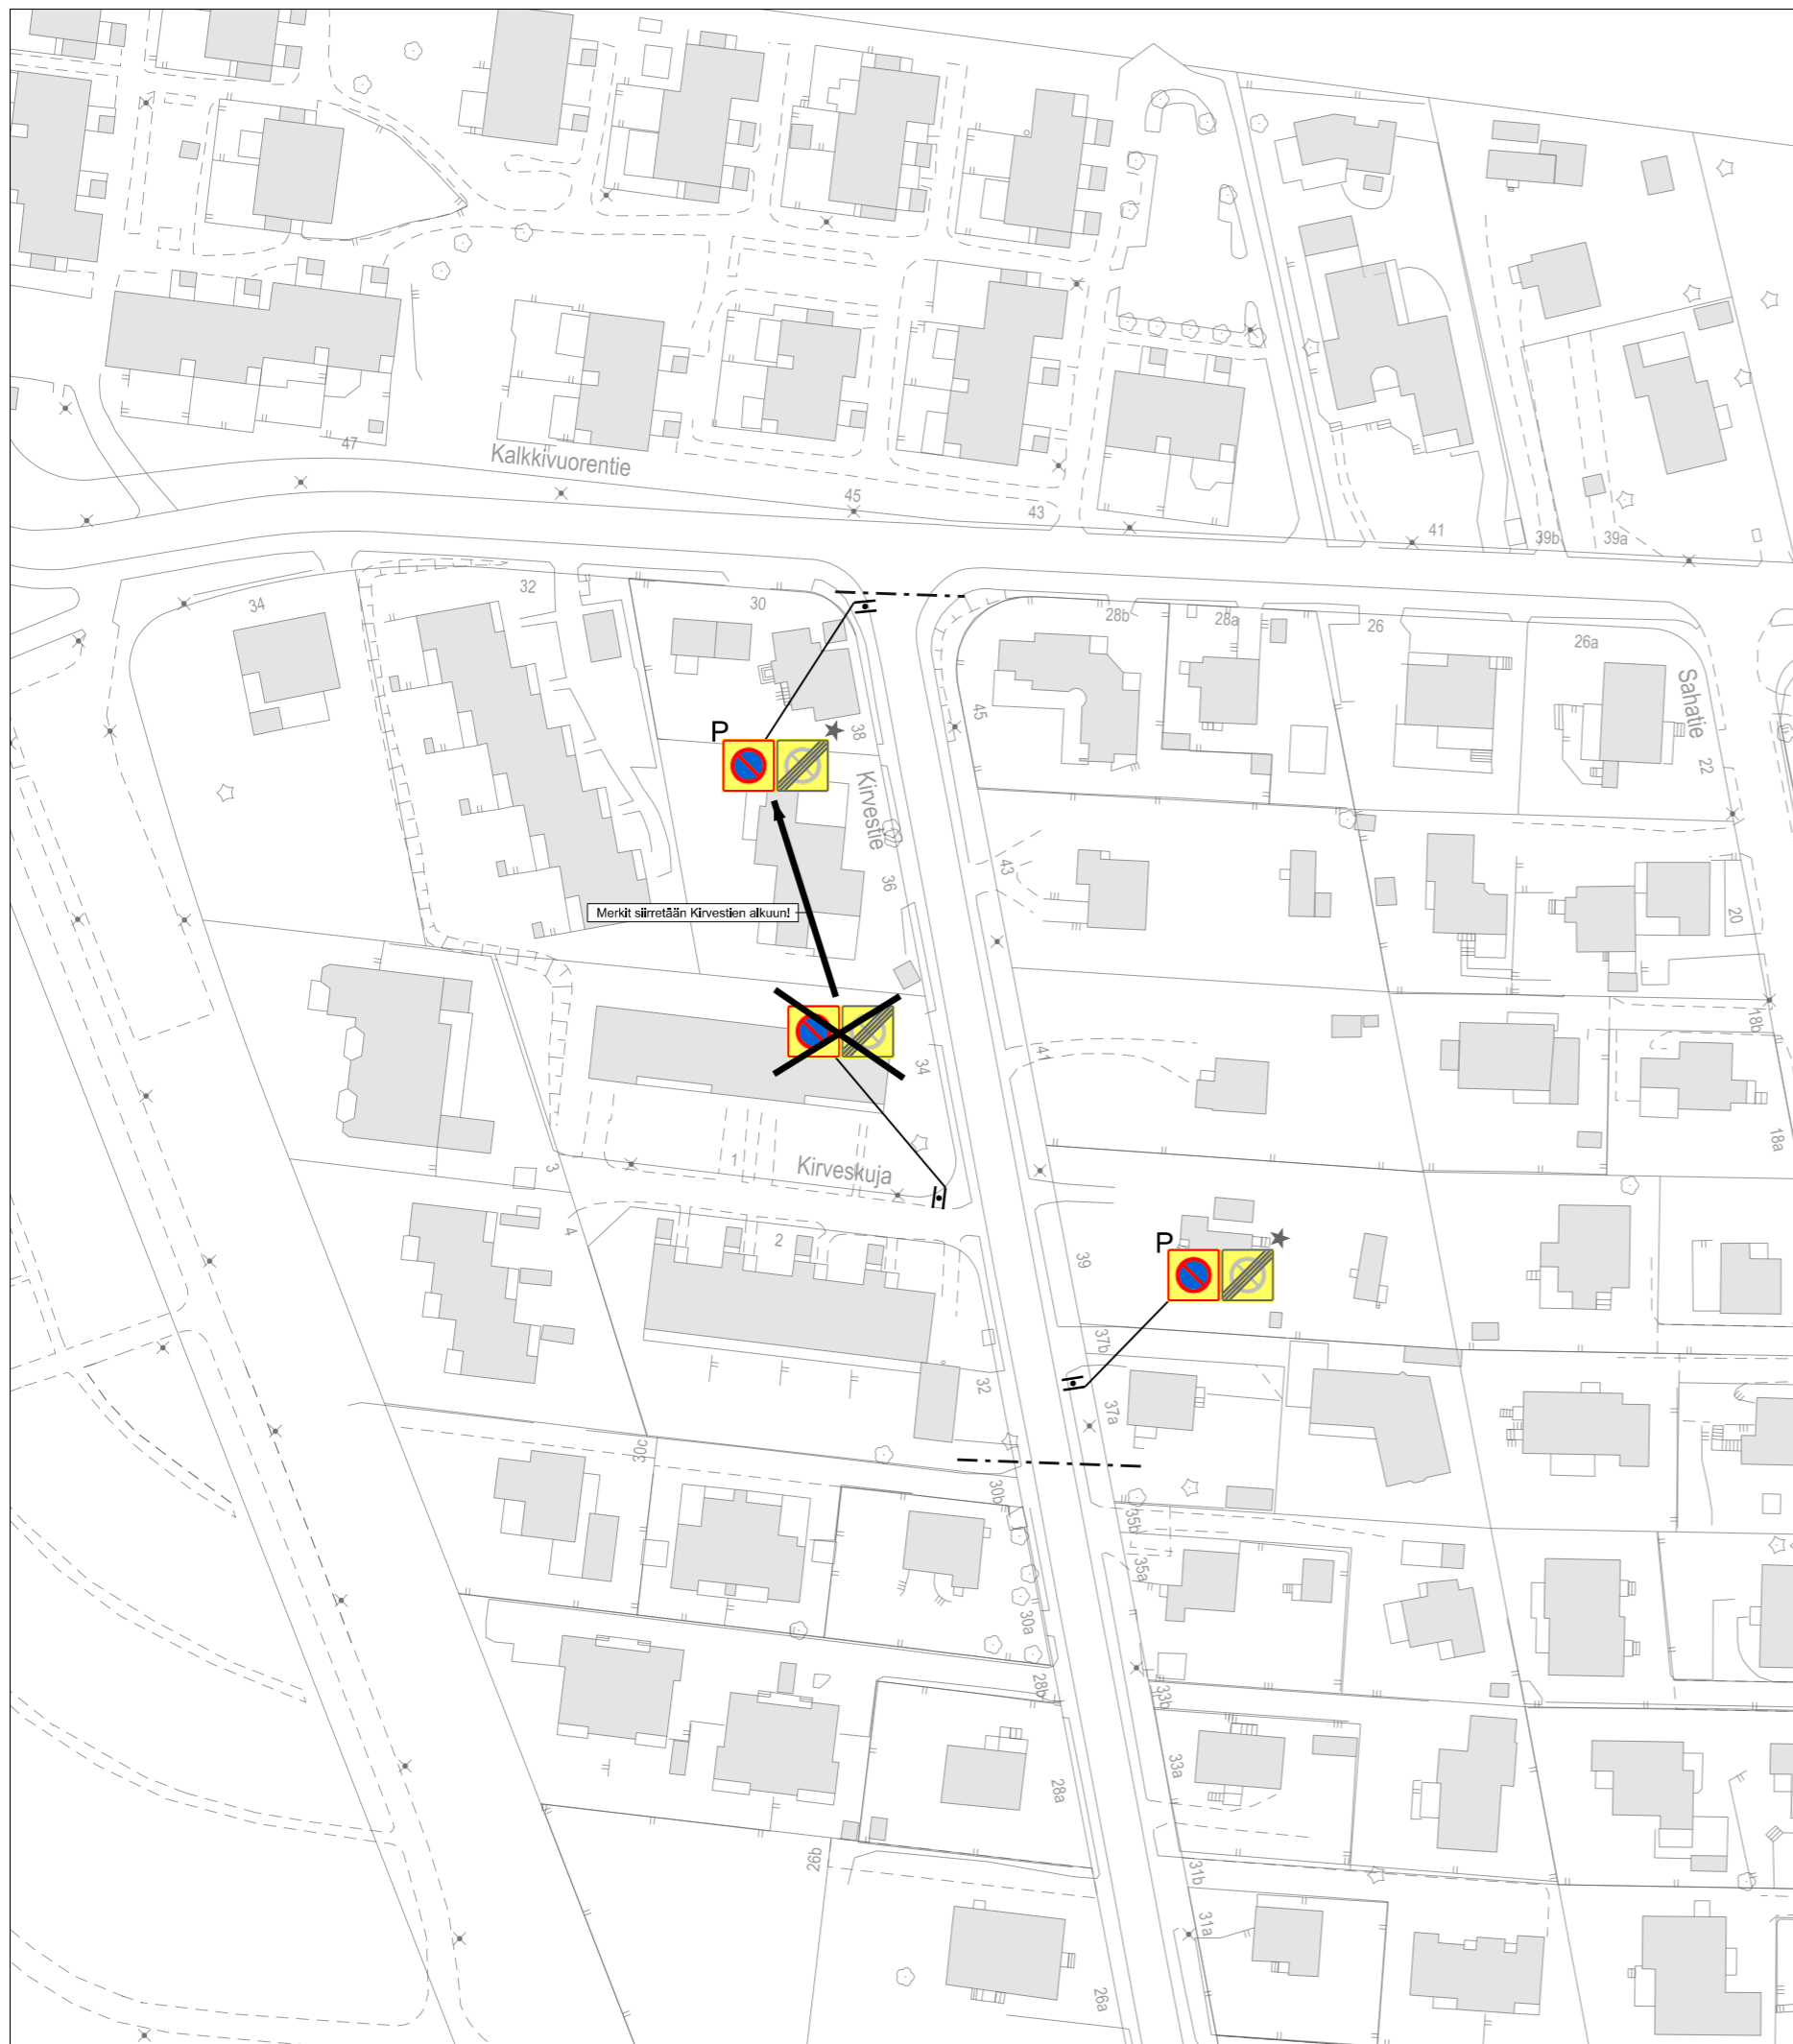 47
Kalkkivuorentie
45
43
41
39b
39a
34
32
30
28b
28a
26
26a
Sahatie
22
45
38
P
Kirvestie
43
36
Merkit siirretään Kirvestien alkuun!
20
18b
41
34
18a
1
Kirveskuja
3
4
2
39
P
37b
37a
32
30c
30b
35b
35a
30a
28b
33b
33a
28a
26b
31b
31a
26a